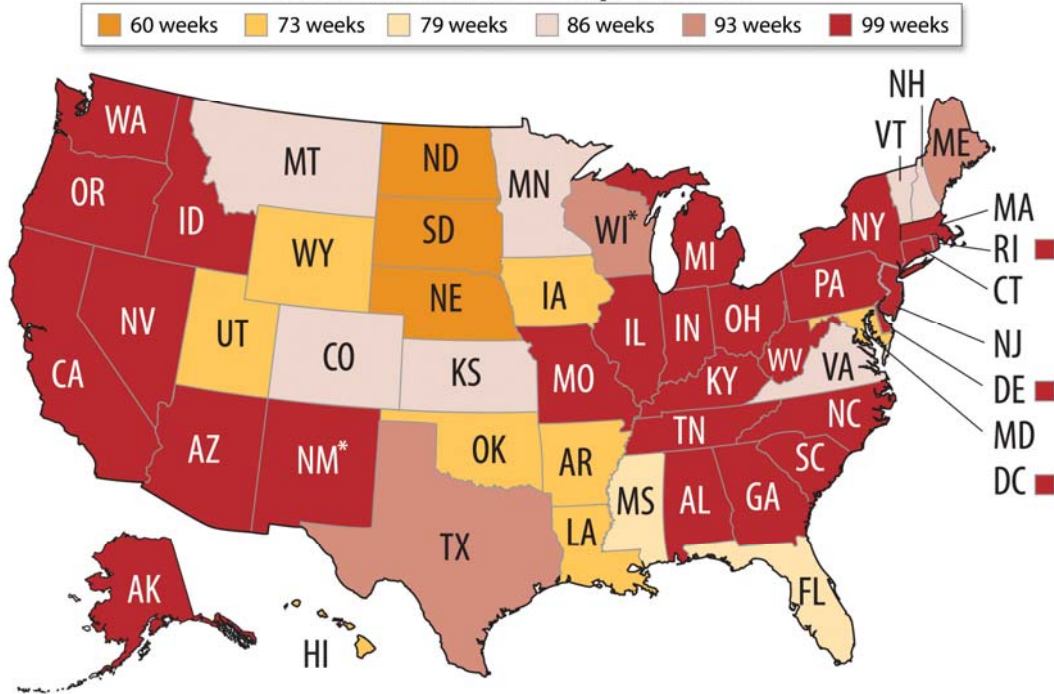 60 weeks 73 weeks 79 weeks 86 weeks 93 weeks 99 weeks
NH
WA
VT
ME
MT
ND
MN
OR
MA
ID
WI*
NY
SD
RI
WY
MI
CT
IA
PA
NE
NV
OH
NJ
UT
IL
IN
CO
WV
VA
CA
KS
MO
KY
DE
NC
TN
MD
AZ
OK
NM*
AR
SC
DC
MS
AL
GA
LA
TX
AK
FL
HI